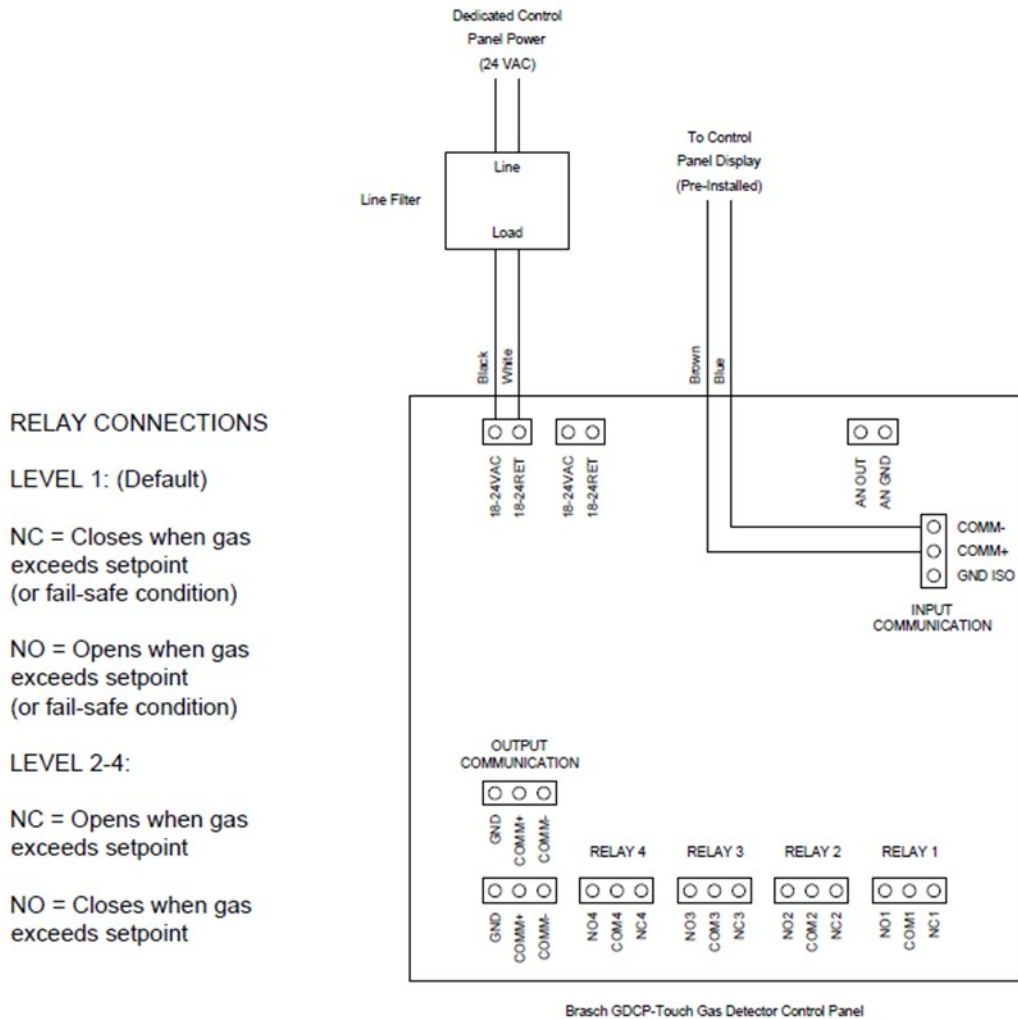 Dedicated Control
Panel Power
(24 VAC)
To Control
Panel Display
(Pre-Installed)
Line
Line Filter
Load
Black
White
Brown
Blue
RELAY CONNECTIONS
LEVEL 1: (Default)
NC = Closes when gas
exceeds setpoint
(or fail-safe condition)
NO = Opens when gas
exceeds setpoint
(or fail-safe condition)
LEVEL 2-4:
NC = Opens when gas
exceeds setpoint
NO = Closes when gas
exceeds setpoint
18-24VAC
18-24RET
18-24VAC
18-24RET
AN OUT
AN GND
COMM-
COMM+
GND ISO
INPUT
COMMUNICATION
OUTPUT
COMMUNICATION
GND
COMM+
COMM-
RELAY 4
RELAY 3
RELAY 2
RELAY 1
GND
COMM+
COMM-
NO4
COM4
NC4
NO3
COM3
NC3
NO2
COM2
NC2
NO1
COM1
NC1
Brasch GDCP-Touch Gas Detector Control Panel